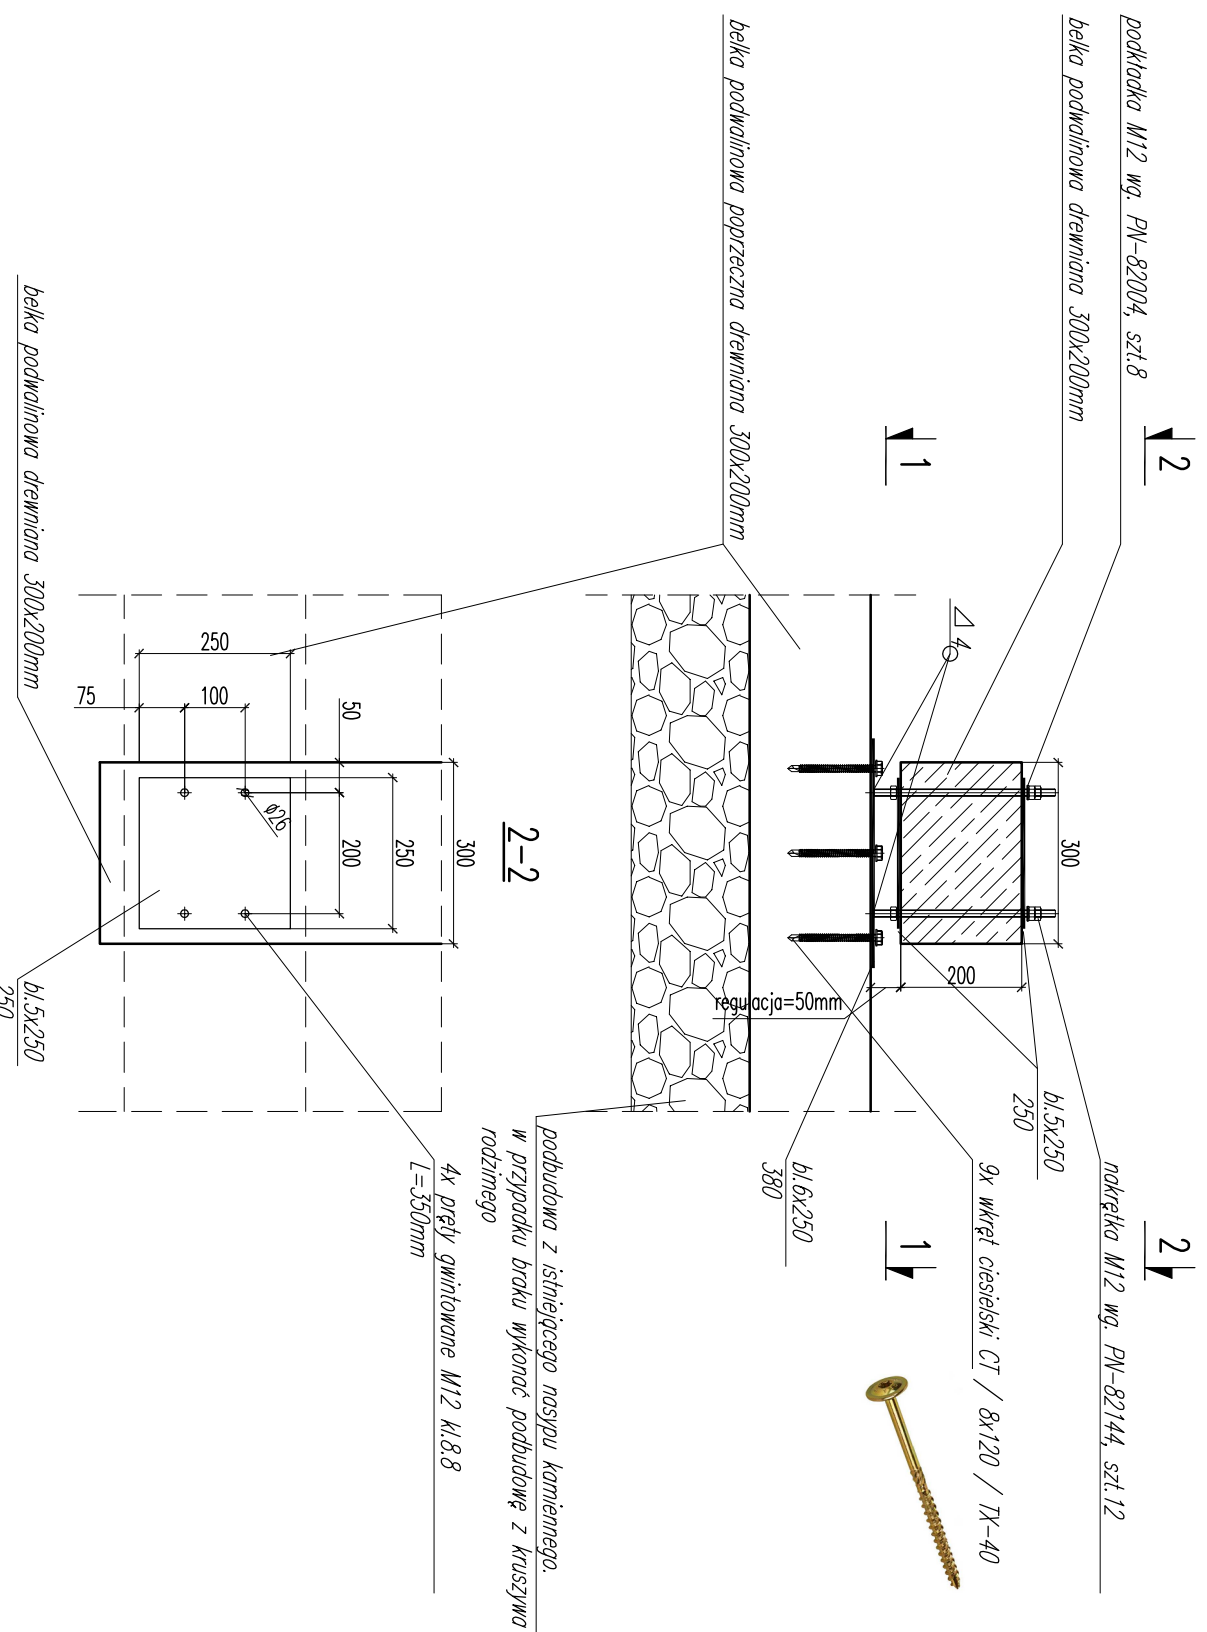 podkładka M12 wg. PN-82004, szt.8
belka podwalinowa drewniana 300x200mm
belka podwalinowa poprzeczna drewniana 300x200mm
2
1
4
300
200
regulacja=50mm
bl.5x250
250
nakrętka M12 wg. PN-82144, szt.12
9x wkręt ciesielski CT / 8x120 / TX-40
bl.6x250
380
2
1
podbudowa z istniejącego nasypu kamiennego.
w przypadku braku wykonać podbudowę z kruszywa
rodzimego
2-2
300
250
200
50
250
100
75
ø26
4x pręty gwintowane M12 kl.8.8
L=350mm
belka podwalinowa drewniana 300x200mm
bl.5x250
250